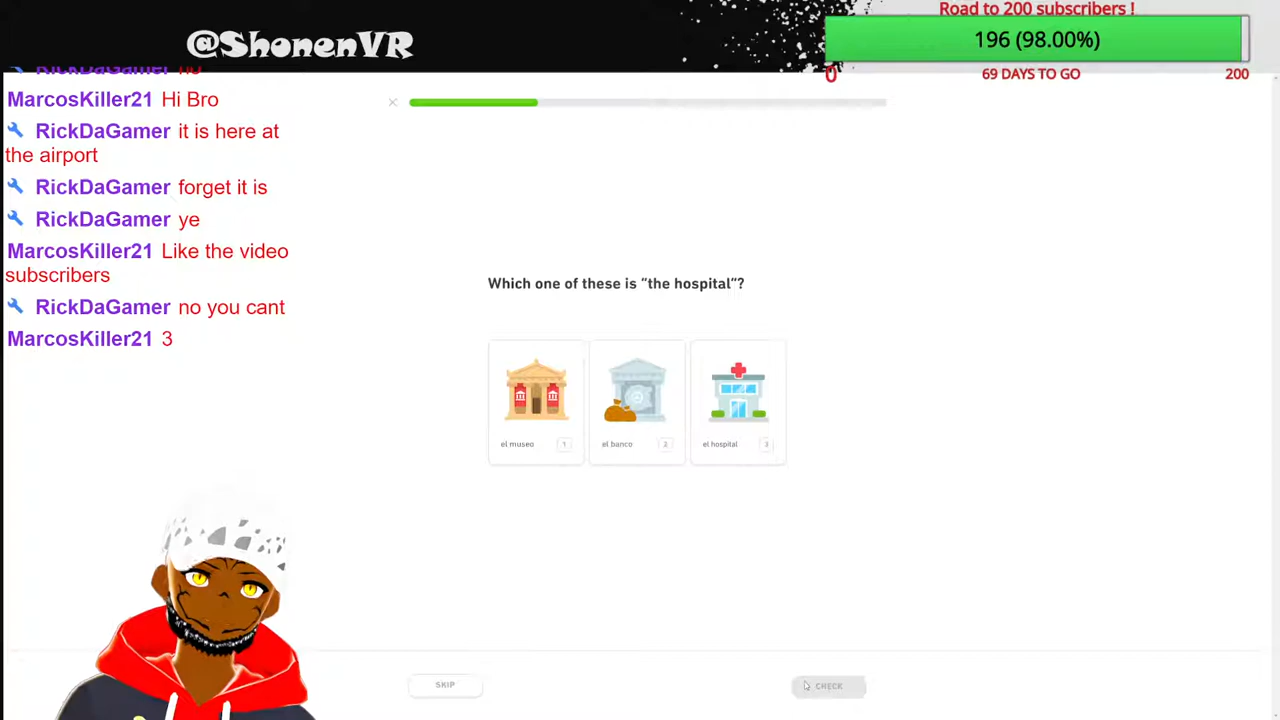 Road to 200 subscribers !
@ShonenVR
196 (98.00%)
0
69 DAYS TO GO
200
RickDaGamer no
MarcosKiller21 Hi Bro
RickDaGamer it is here at
the airport
RickDaGamer forget it is
RickDaGamer ye
MarcosKiller21 Like the video
subscribers
RickDaGamer no you cant
MarcosKiller21 3
Which one of these is “the hospital”?
el museo 1
el banco 2
el hospital 3
SKIP
CHECK